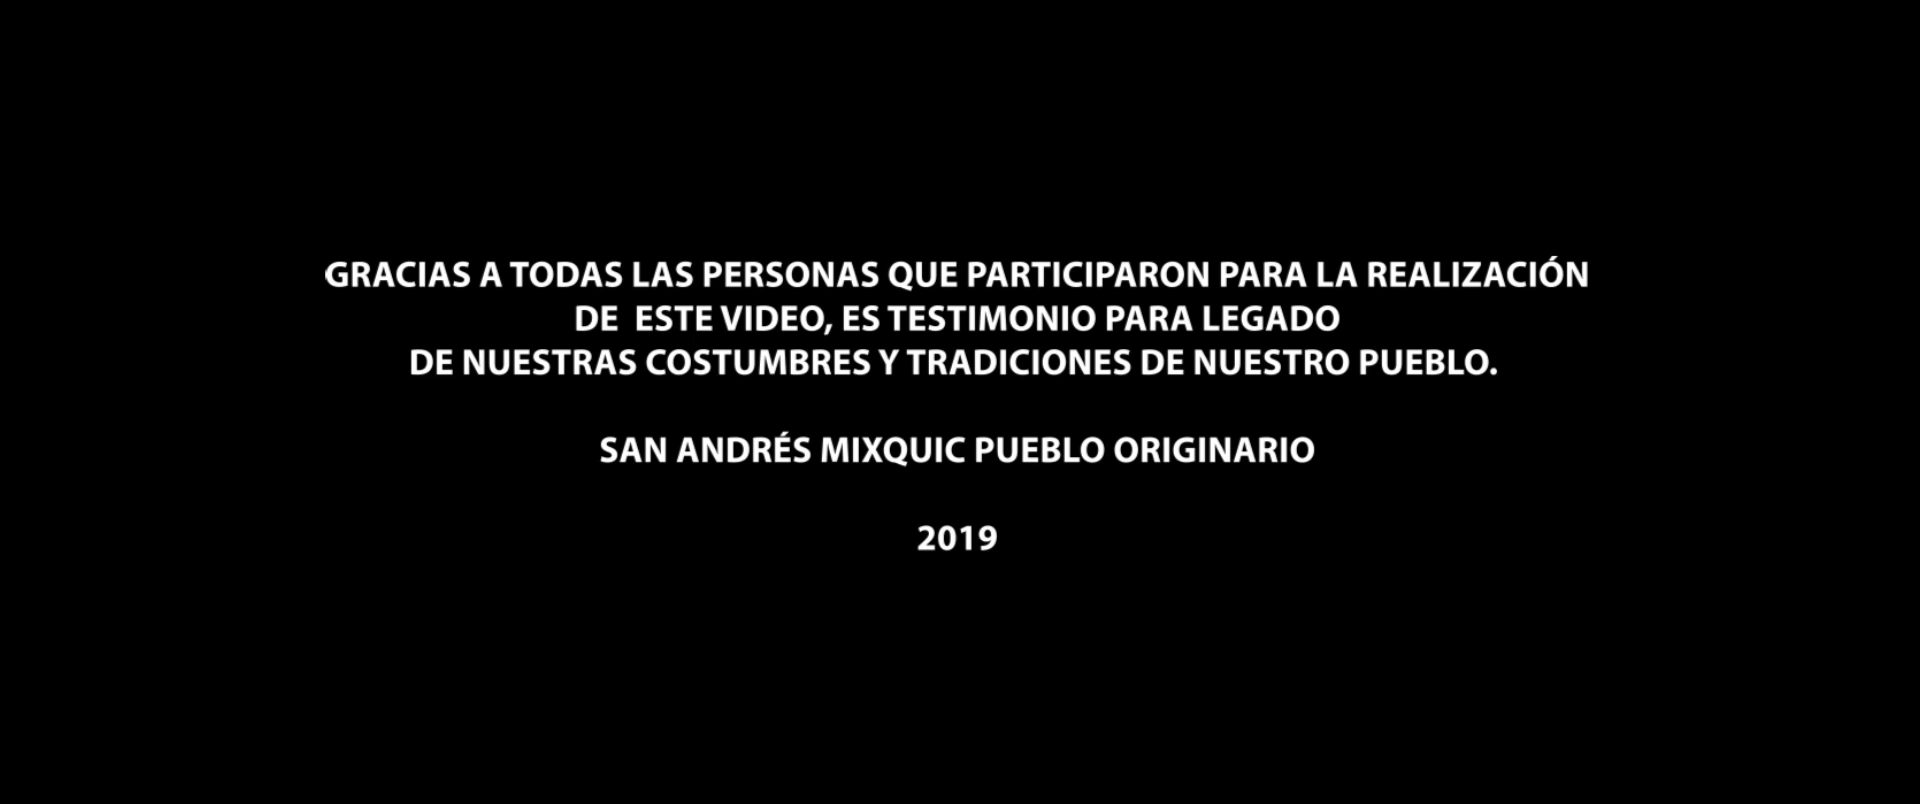 GRACIAS A TODAS LAS PERSONAS QUE PARTICIPARON PARA LA REALIZACIÓN
DE  ESTE VIDEO, ES TESTIMONIO PARA LEGADO
DE NUESTRAS COSTUMBRES Y TRADICIONES DE NUESTRO PUEBLO.
SAN ANDRÉS MIXQUIC PUEBLO ORIGINARIO
2019